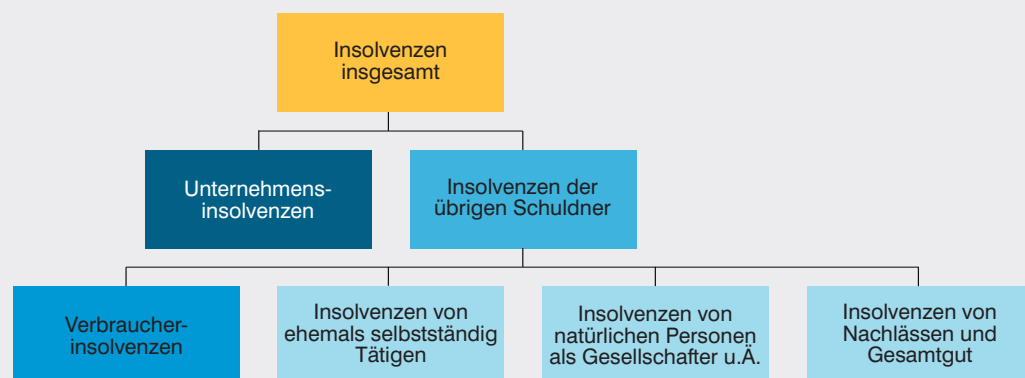 Insolvenzen
insgesamt
Unternehmens-
insolvenzen
Insolvenzen der
übrigen Schuldner
Verbraucher-
insolvenzen
Insolvenzen von
ehemals selbstständig
Tätigen
Insolvenzen von
natürlichen Personen
als Gesellschafter u.Ä.
Insolvenzen von
Nachlässen und
Gesamtgut